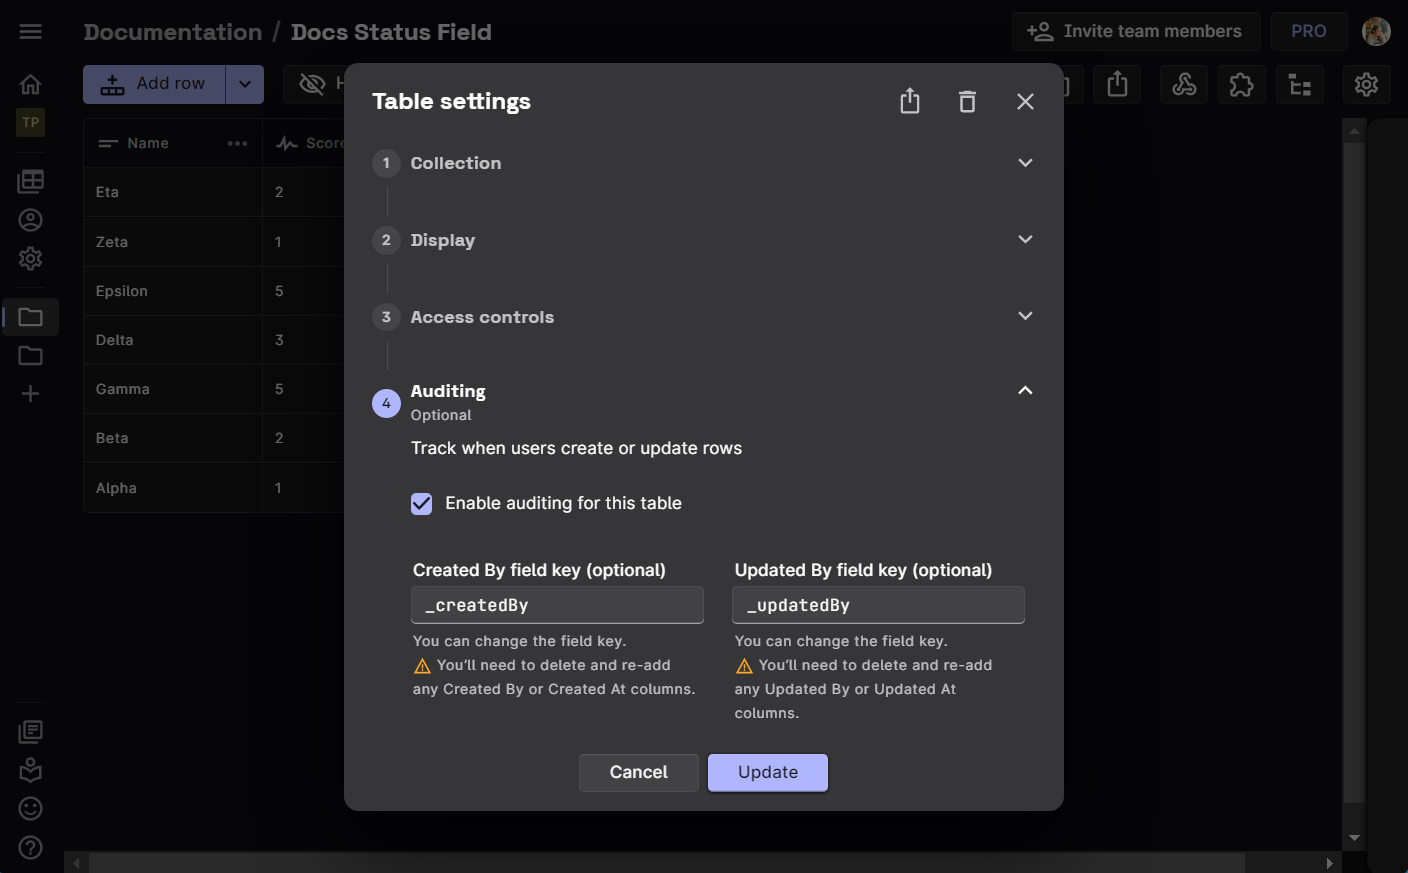 Documentation / Docs Status Field
Invite team members
PRO
Add row
H
TP
Name
Score
Eta 2
Zeta 1
Epsilon 5
Delta 3
Gamma 5
Beta 2
Alpha 1
Table settings
1 Collection
2 Display
3 Access controls
4 Auditing
Optional
Track when users create or update rows
Enable auditing for this table
Created By field key (optional)
_createdBy
You can change the field key.
You'll need to delete and re-add
any Created By or Created At columns.
Updated By field key (optional)
_updatedBy
You can change the field key.
You'll need to delete and re-add
any Updated By or Updated At
columns.
Cancel
Update